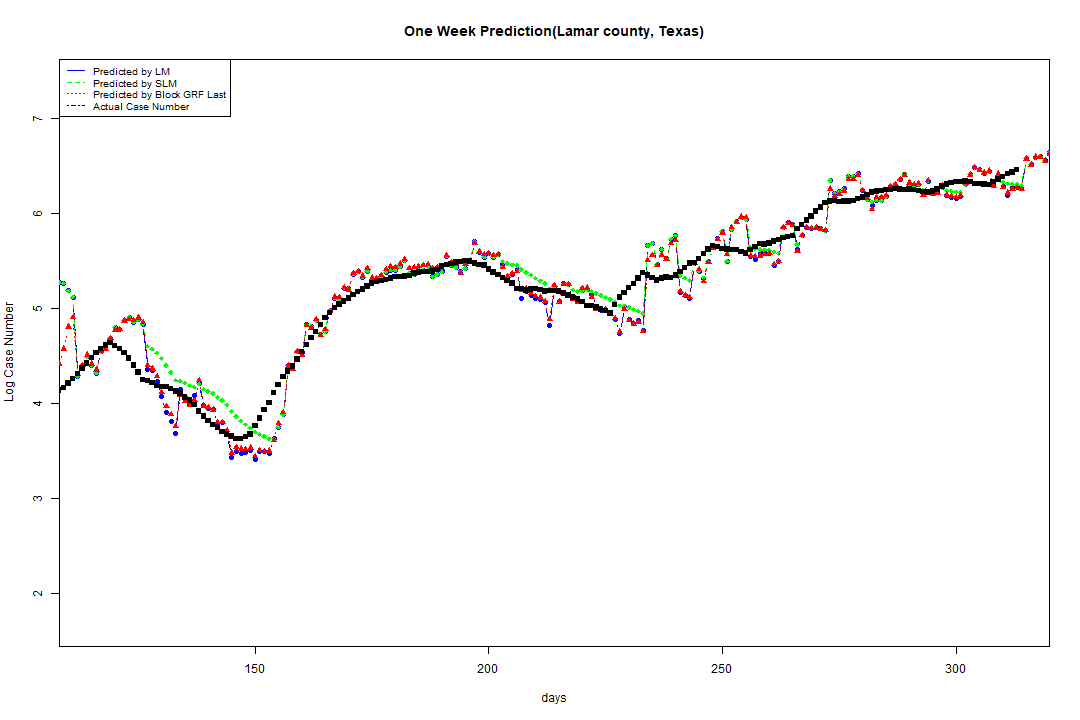 One Week Prediction(Lamar county, Texas)
Predicted by LM
Predicted by SLM
Predicted by Block GRF Last
Actual Case Number
7
6
5
4
3
2
Log Case Number
150 200 250 300
days